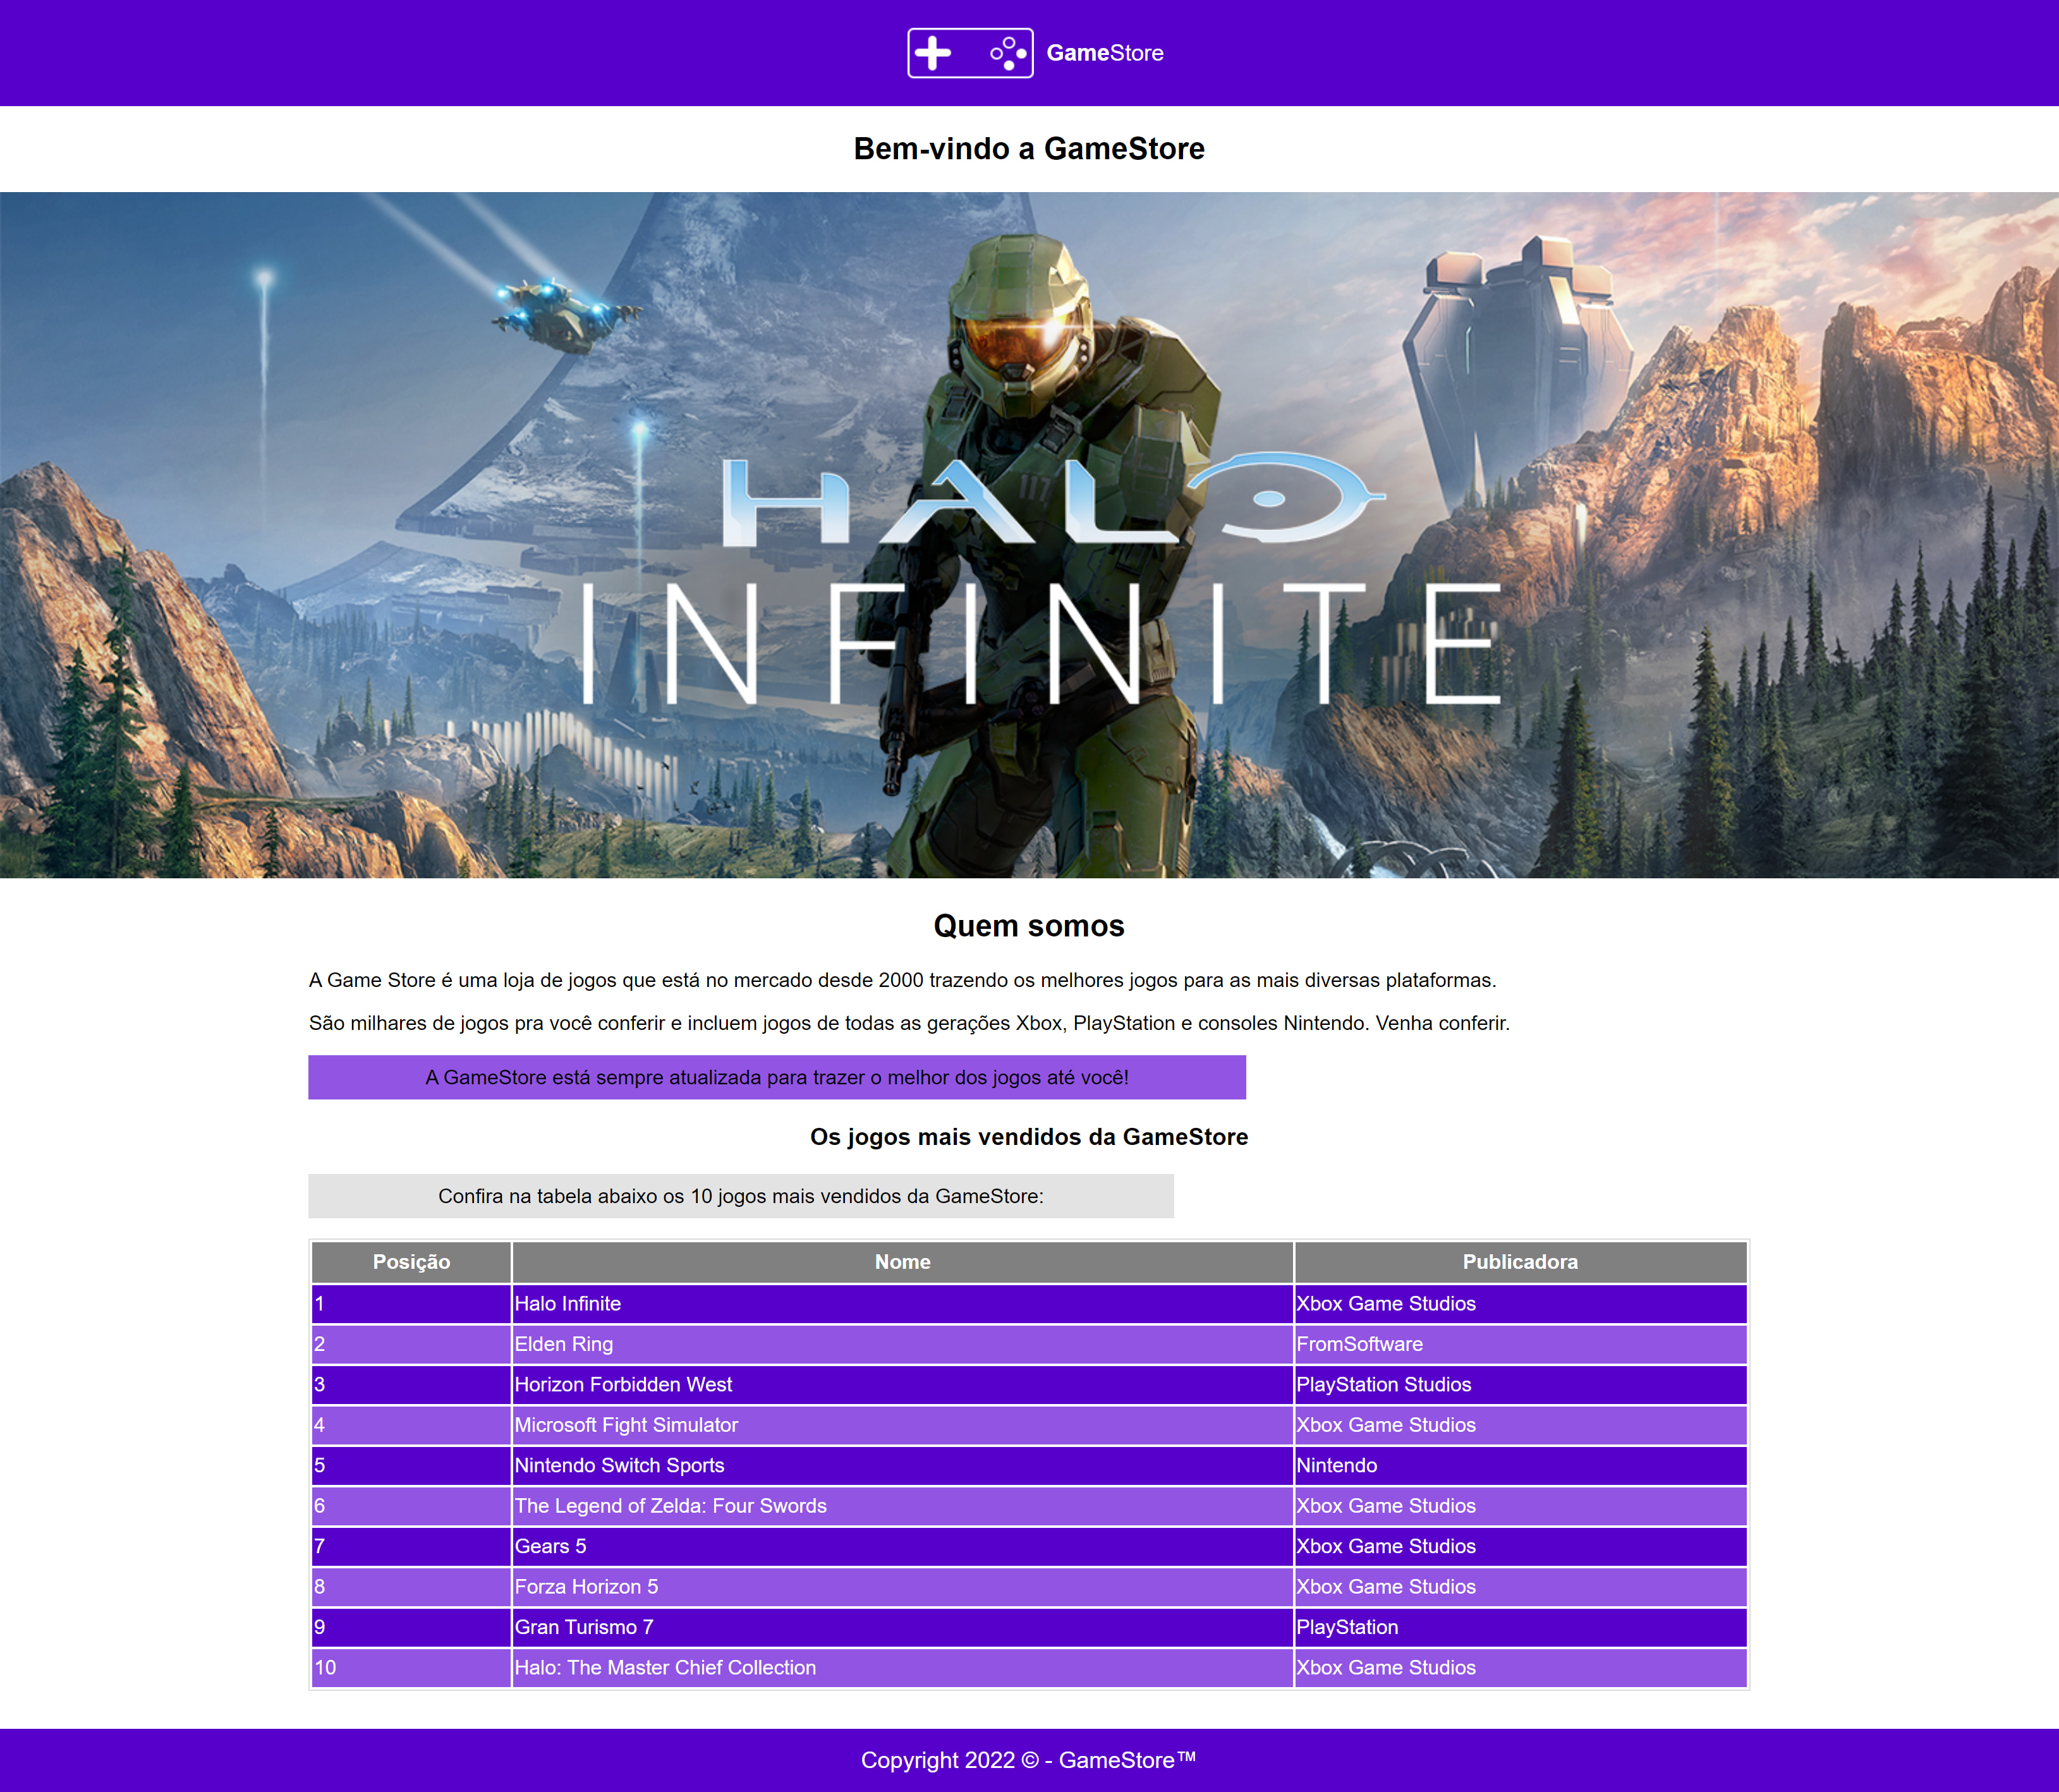 GameStore
Bem-vindo a GameStore
117
HALO
INFINITE
Quem somos
A Game Store é uma loja de jogos que está no mercado desde 2000 trazendo os melhores jogos para as mais diversas plataformas.
São milhares de jogos pra você conferir e incluem jogos de todas as gerações Xbox, PlayStation e consoles Nintendo. Venha conferir.
A GameStore está sempre atualizada para trazer o melhor dos jogos até você!
Os jogos mais vendidos da GameStore
Confira na tabela abaixo os 10 jogos mais vendidos da GameStore:
Posição Nome Publicadora
1 Halo Infinite Xbox Game Studios
2 Elden Ring FromSoftware
3 Horizon Forbidden West PlayStation Studios
4 Microsoft Fight Simulator Xbox Game Studios
5 Nintendo Switch Sports Nintendo
6 The Legend of Zelda: Four Swords Xbox Game Studios
7 Gears 5 Xbox Game Studios
8 Forza Horizon 5 Xbox Game Studios
9 Gran Turismo 7 PlayStation
10 Halo: The Master Chief Collection Xbox Game Studios
Copyright 2022 © - GameStore™